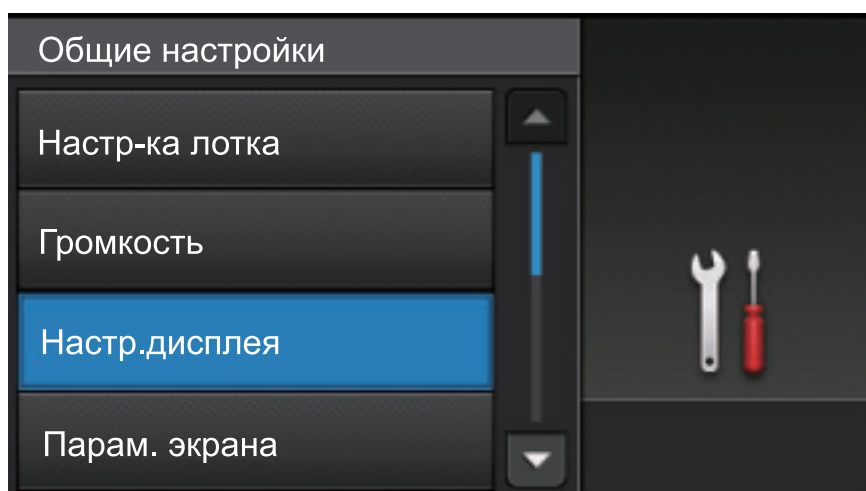 Общие настройки
Настр-ка лотка
Громкость
Настр.дисплея
Парам. экрана